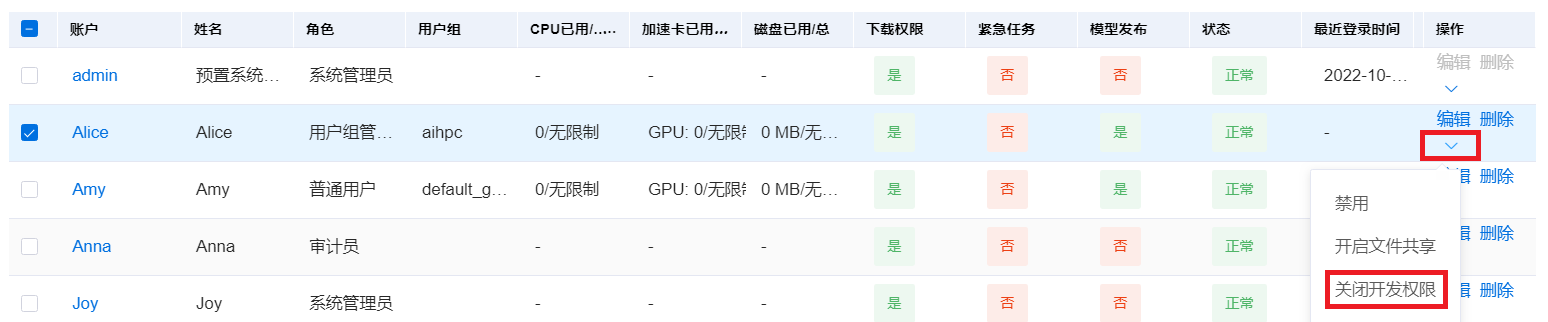 账户 姓名 角色 用户组 CPU已用/...… 加速卡已用... 磁盘已用/总 下载权限 紧急任务 模型发布 状态 最近登录时间 操作
admin 预置系统... 系统管理员 - - - 是 否 否 正常 2022-10-... 编辑 删除
Alice Alice 用户组管... aihpc 0/无限制 GPU: 0/无限制 0 MB/无... 是 否 是 正常 - 编辑 删除
Amy Amy 普通用户 default_g... 0/无限制 GPU: 0/无限制 0 MB/无... 是 否 是 正常 辑 删除
禁用
Anna Anna 审计员 - - - 是 否 否 正常 辑 删除
开启文件共享
Joy Joy 系统管理员 - - - 是 否 否 正常 辑 删除
关闭开发权限